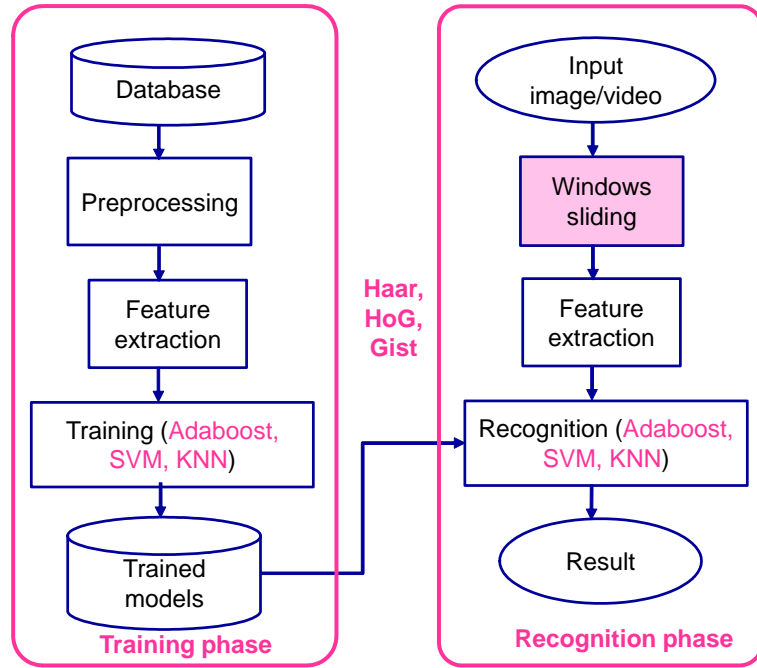 Database
Preprocessing
Feature
extraction
Training (Adaboost,
SVM, KNN)
Trained
models
Training phase
Haar,
HoG,
Gist
Input
image/video
Windows
sliding
Feature
extraction
Recognition (Adaboost,
SVM, KNN)
Result
Recognition phase